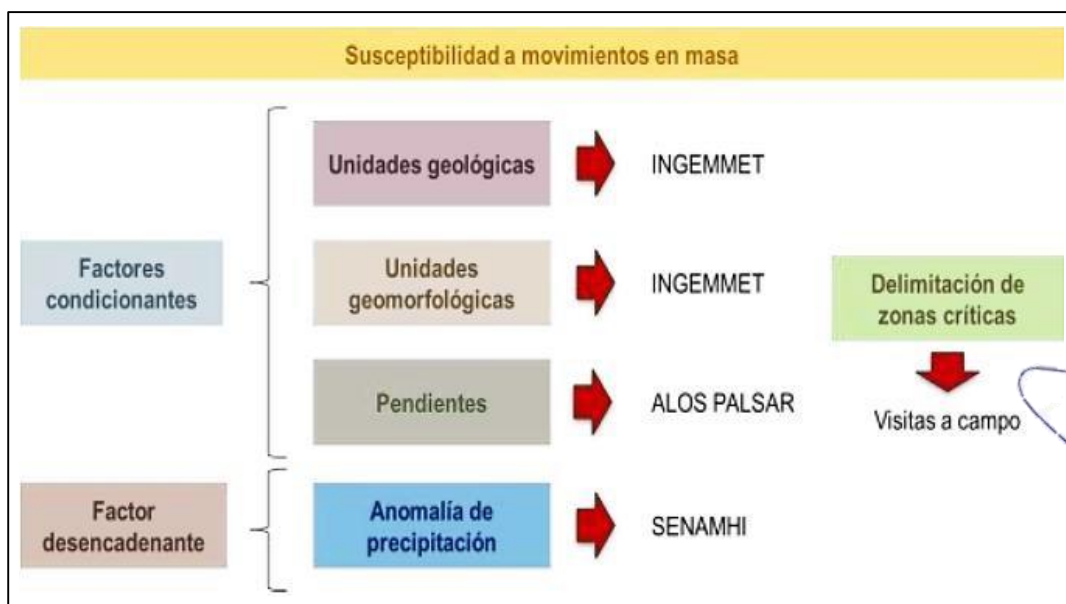 Susceptibilidad a movimientos en masa
Factores
condicionantes
Unidades geológicas
INGEMMET
Unidades
geomorfológicas
INGEMMET
Pendientes
ALOS PALSAR
Delimitación de
zonas críticas
Visitas a campo
Factor
desencadenante
Anomalía de
precipitación
SENAMHI